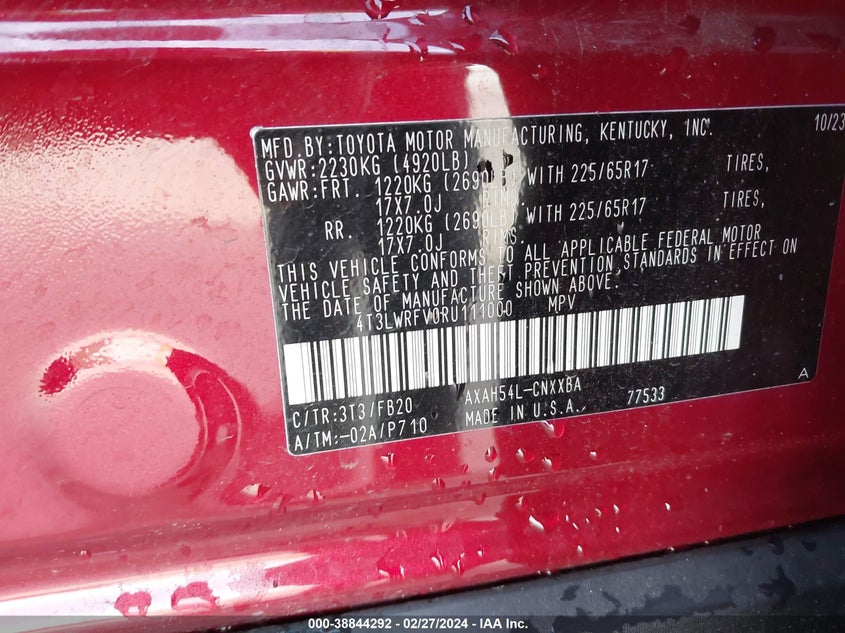 MFD. BY: TOYOTA MOTOR MANUFACTURING, KENTUCKY, INC. 10/23
GVWR: 2230KG (4920LB)
GAWR: FRT. 1220KG (2690LB) WITH 225/65R17 TIRES,
17X7.0J RIMS.
RR. 1220KG (2690LB) WITH 225/65R17 TIRES,
17X7.0J RIMS.
THIS VEHICLE CONFORMS TO ALL APPLICABLE FEDERAL MOTOR
VEHICLE SAFETY AND THEFT PREVENTION STANDARDS IN EFFECT ON
THE DATE OF MANUFACTURE SHOWN ABOVE.
4T3LWRFV0RU111000 MPV
C/TR: 3T3/FB20 AXAH54L-CNXXBA A
A/TM: -02A/P710 MADE IN U.S.A. 77533
000-38844292 - 02/27/2024 - IAA Inc.